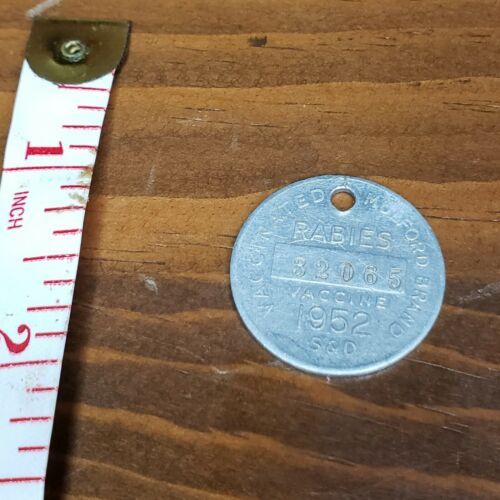 1
INCH
2
VACCINATED MULFORD BRAND
RABIES
32065
VACCINE
1952
S&D